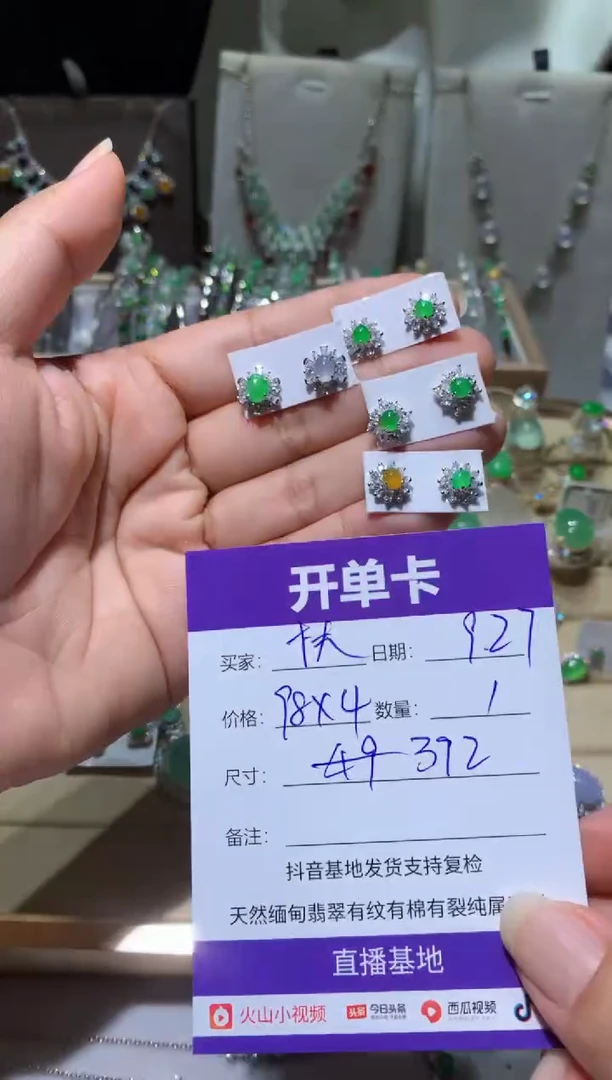 开单卡
买家: 扶 日期: 9.27
价格: 98X4 数量: 1
尺寸: 49 392
备注:
抖音基地发货支持复检
天然缅甸翡翠有纹有棉有裂纯属
直播基地
火山小视频 头条 今日头条 西瓜视频